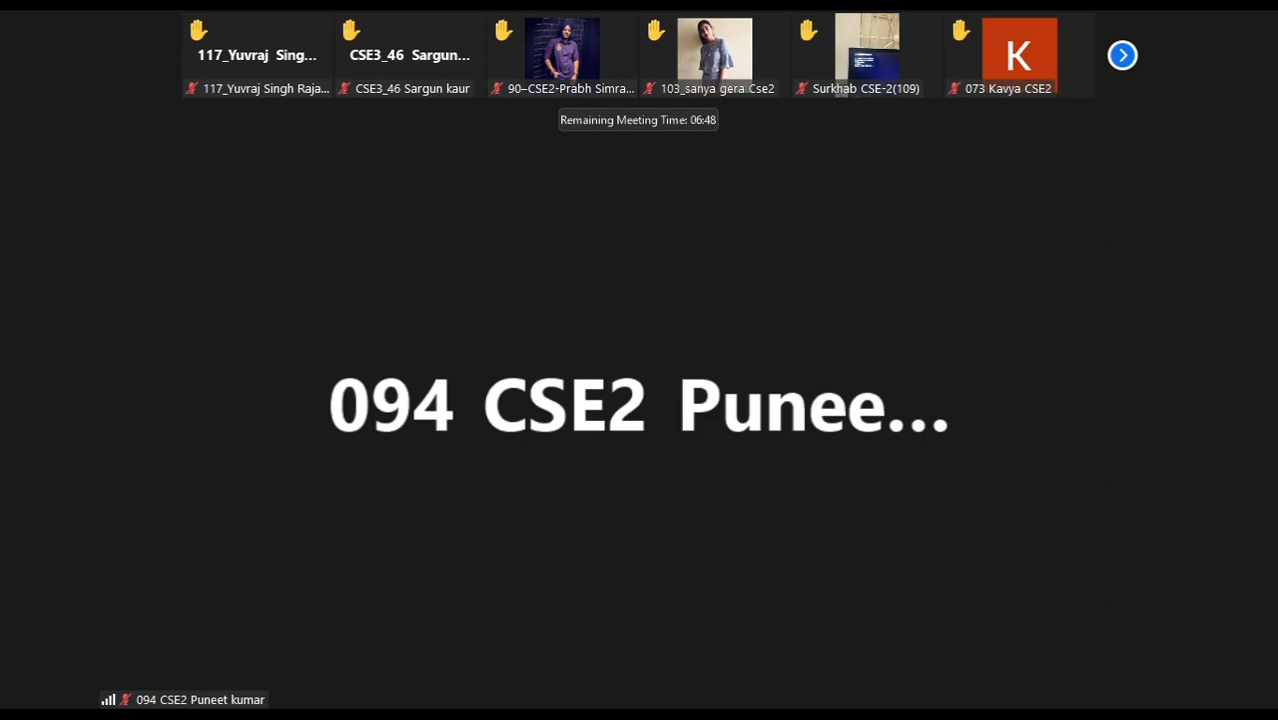 117_Yuvraj Sing...
CSE3_46 Sargun...
K
117_Yuvraj Singh Raja...
CSE3_46 Sargun kaur
90–CSE2-Prabh Simra...
103_sanya gera Cse2
Surkhab CSE-2(109)
073 Kavya CSE2
Remaining Meeting Time: 06:48
094 CSE2 Punee...
094 CSE2 Puneet kumar